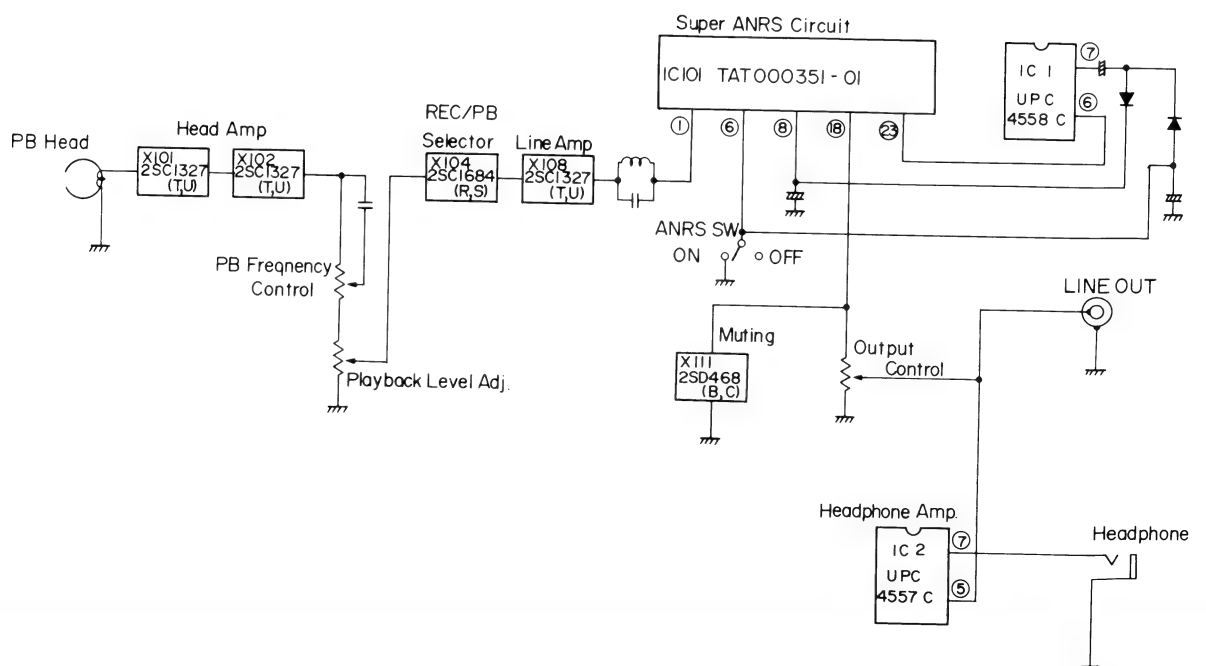 Super ANRS Circuit
IC101 TAT000351-01
① ⑥ ⑧ ⑱ ㉓
IC 1
UPC
4558 C
⑦
⑥
PB Head
Head Amp
X101
2SC1327
(T,U)
X102
2SC1327
(T,U)
REC/PB
Selector
X104
2SC1684
(R,S)
Line Amp
X108
2SC1327
(T,U)
ANRS SW
ON OFF
PB Freqnency
Control
Playback Level Adj.
Muting
X111
2SD468
(B,C)
Output
Control
LINE OUT
Headphone Amp.
IC 2
UPC
4557 C
⑦
⑤
Headphone